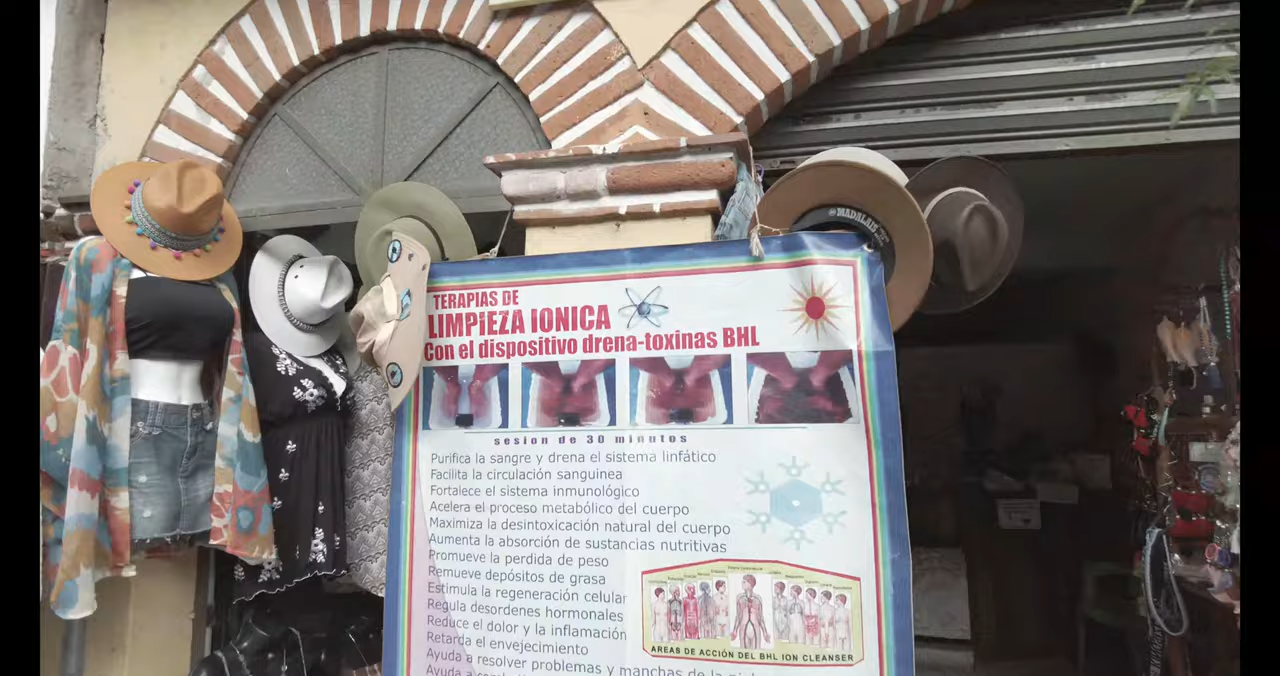 MADALAIN
TERAPIAS DE
LIMPIEZA IONICA
Con el dispositivo drena-toxinas BHL
sesion de 30 minutos
Purifica la sangre y drena el sistema linfático
Facilita la circulación sanguinea
Fortalece el sistema inmunológico
Acelera el proceso metabólico del cuerpo
Maximiza la desintoxicación natural del cuerpo
Aumenta la absorción de sustancias nutritivas
Promueve la perdida de peso
Remueve depósitos de grasa
Estimula la regeneración celular
Regula desordenes hormonales
Reduce el dolor y la inflamación
Retarda el envejecimiento
Ayuda a resolver problemas y manchas de la
Ayuda a
AREAS DE ACCIÓN DEL BHL ION CLEANSER